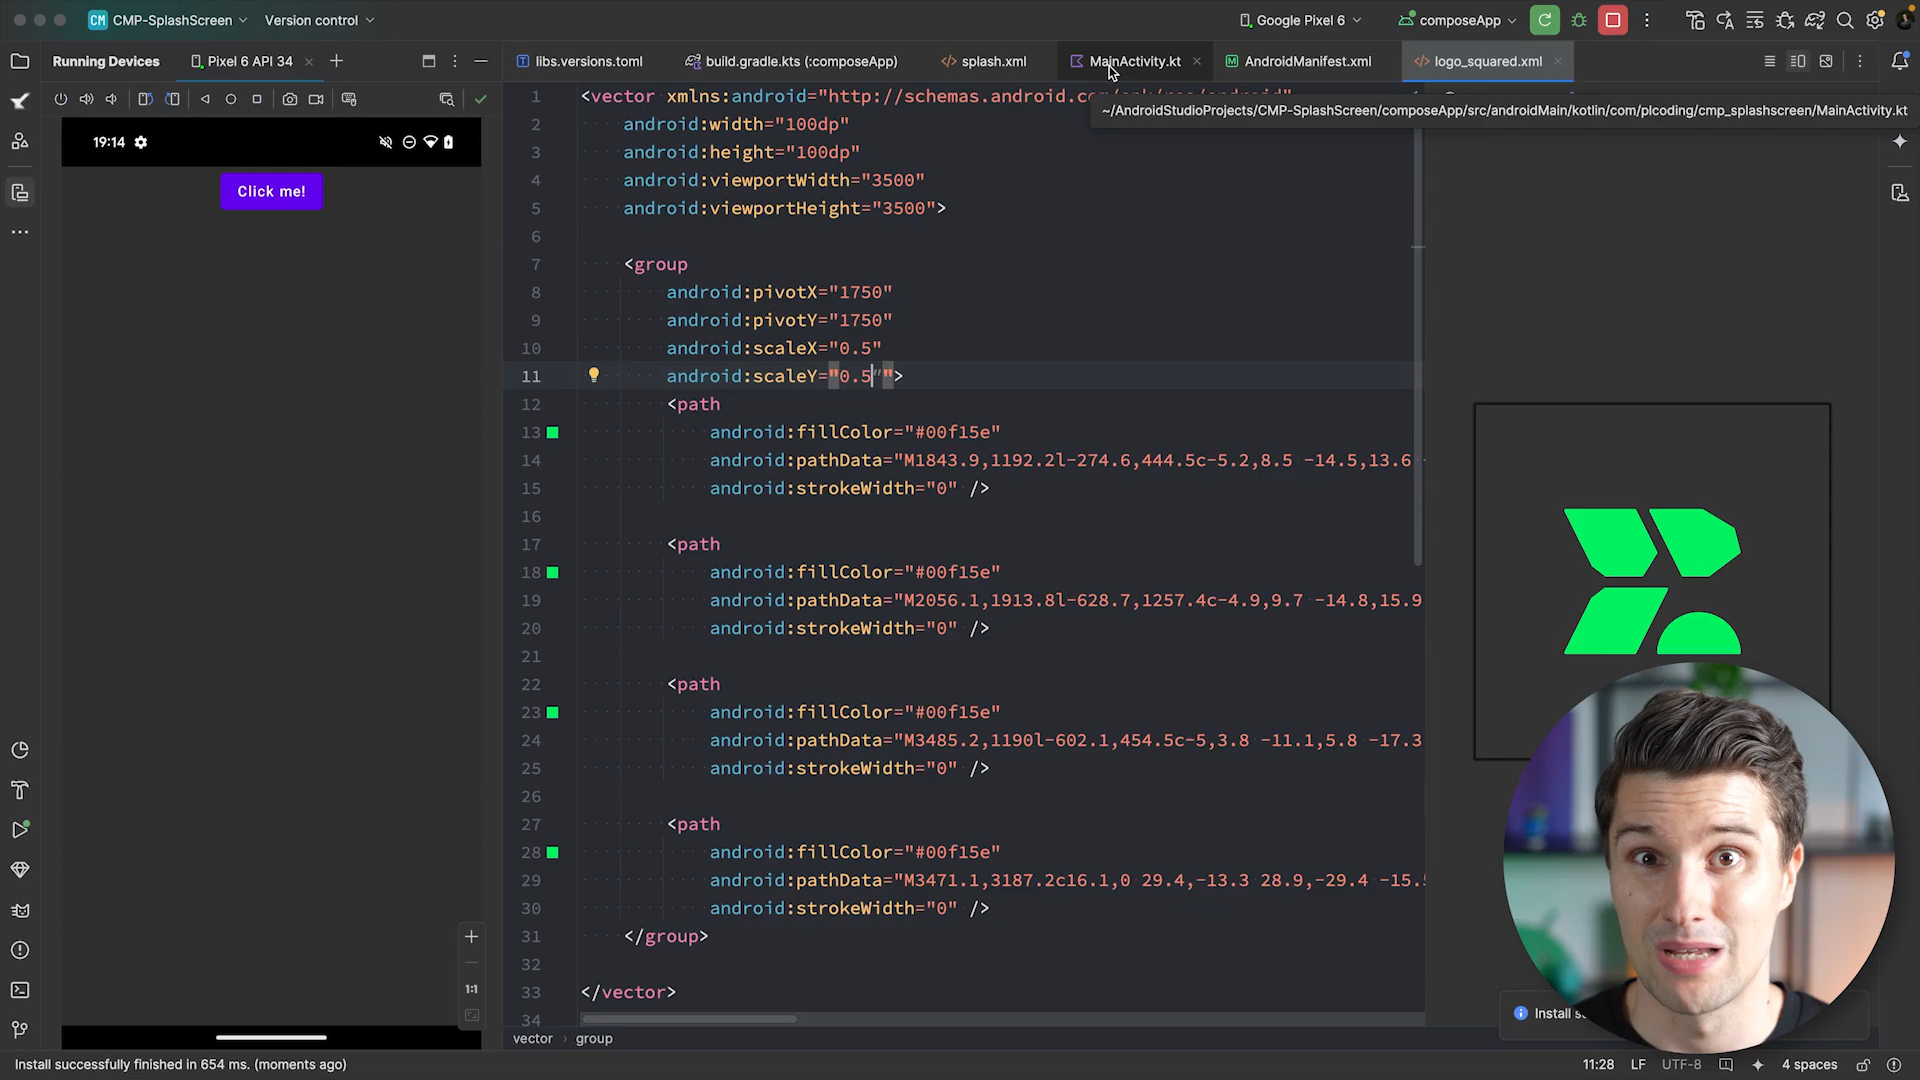 CM CMP-SplashScreen Version control Google Pixel 6 composeApp
Running Devices Pixel 6 API 34 libs.versions.toml build.gradle.kts (:composeApp) splash.xml MainActivity.kt AndroidManifest.xml logo_squared.xml
~/AndroidStudioProjects/CMP-SplashScreen/composeApp/src/androidMain/kotlin/com/plcoding/cmp_splashscreen/MainActivity.kt
19:14
Click me!
1 <vector xmlns:android="http://schemas.android.com/apk/res/android"
2 android:width="100dp"
3 android:height="100dp"
4 android:viewportWidth="3500"
5 android:viewportHeight="3500">
6
7 <group
8 android:pivotX="1750"
9 android:pivotY="1750"
10 android:scaleX="0.5"
11 android:scaleY="0.5"">
12 <path
13 android:fillColor="#00f15e"
14 android:pathData="M1843.9,1192.2l-274.6,444.5c-5.2,8.5 -14.5,13.6
15 android:strokeWidth="0" />
16
17 <path
18 android:fillColor="#00f15e"
19 android:pathData="M2056.1,1913.8l-628.7,1257.4c-4.9,9.7 -14.8,15.9
20 android:strokeWidth="0" />
21
22 <path
23 android:fillColor="#00f15e"
24 android:pathData="M3485.2,1190l-602.1,454.5c-5,3.8 -11.1,5.8 -17.3
25 android:strokeWidth="0" />
26
27 <path
28 android:fillColor="#00f15e"
29 android:pathData="M3471.1,3187.2c16.1,0 29.4,-13.3 28.9,-29.4 -15.
30 android:strokeWidth="0" />
31 </group>
32
33 </vector>
34
1:1
Install
vector group
Install successfully finished in 654 ms. (moments ago) 11:28 LF UTF-8 4 spaces